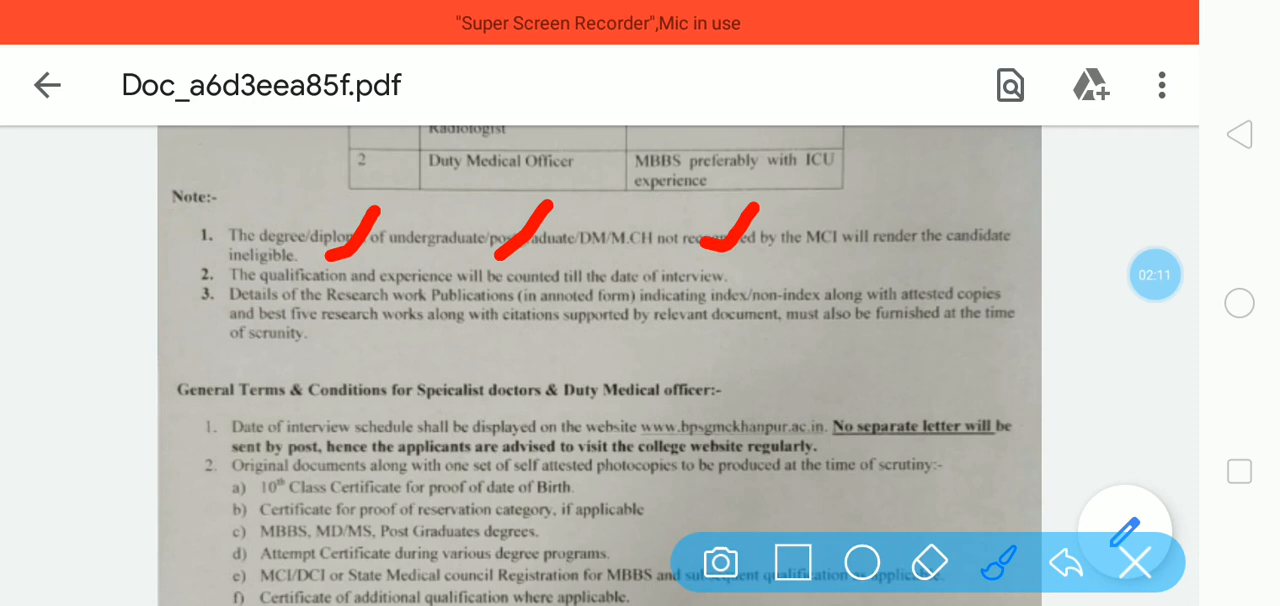 "Super Screen Recorder",Mic in use
Doc_a6d3eea85f.pdf
Radiologist
2 Duty Medical Officer MBBS preferably with ICU
experience
Note:-
1. The degree/diploma of undergraduate/postgraduate/DM/M.CH not recognized by the MCI will render the candidate
ineligible.
2. The qualification and experience will be counted till the date of interview.
3. Details of the Research work Publications (in annoted form) indicating index/non-index along with attested copies
and best five research works along with citations supported by relevant document, must also be furnished at the time
of scrunity.
02:11
General Terms & Conditions for Speicalist doctors & Duty Medical officer:-
1. Date of interview schedule shall be displayed on the website www.bpsgmckhanpur.ac.in. No separate letter will be
sent by post, hence the applicants are advised to visit the college website regularly.
2. Original documents along with one set of self attested photocopies to be produced at the time of scrutiny:-
a) 10th Class Certificate for proof of date of Birth.
b) Certificate for proof of reservation category, if applicable
c) MBBS, MD/MS, Post Graduates degrees.
d) Attempt Certificate during various degree programs.
e) MCI/DCI or State Medical council Registration for MBBS and subsequent qualification as applicable.
f) Certificate of additional qualification where applicable.